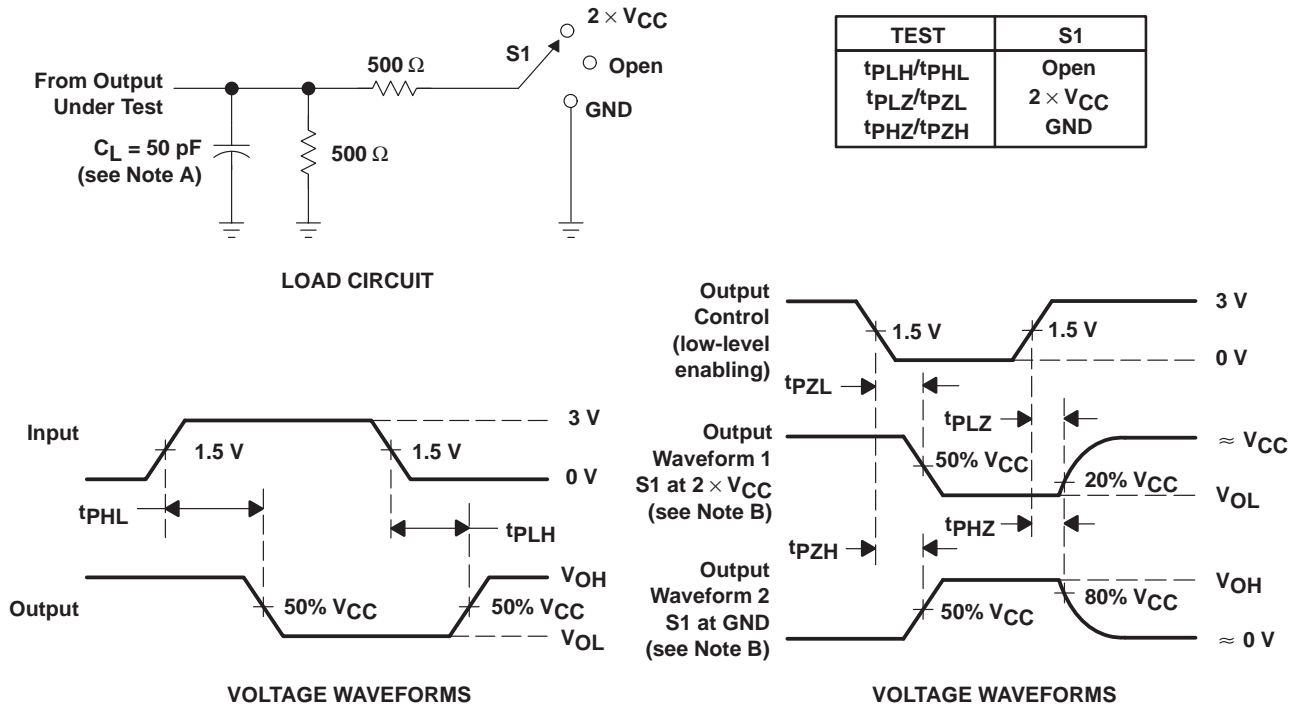 2 × VCC
S1
500 Ω
Open
From Output
Under Test
GND
CL = 50 pF
(see Note A)
500 Ω
LOAD CIRCUIT
TEST S1
tPLH/tPHL Open
tPLZ/tPZL 2 × VCC
tPHZ/tPZH GND
Input
1.5 V
1.5 V
3 V
0 V
tPHL
tPLH
Output
50% VCC
50% VCC
VOH
VOL
VOLTAGE WAVEFORMS
Output
Control
(low-level
enabling)
1.5 V
1.5 V
3 V
0 V
tPZL
tPLZ
Output
Waveform 1
S1 at 2 × VCC
(see Note B)
50% VCC
20% VCC
≈ VCC
VOL
tPZH
tPHZ
Output
Waveform 2
S1 at GND
(see Note B)
50% VCC
80% VCC
VOH
≈ 0 V
VOLTAGE WAVEFORMS